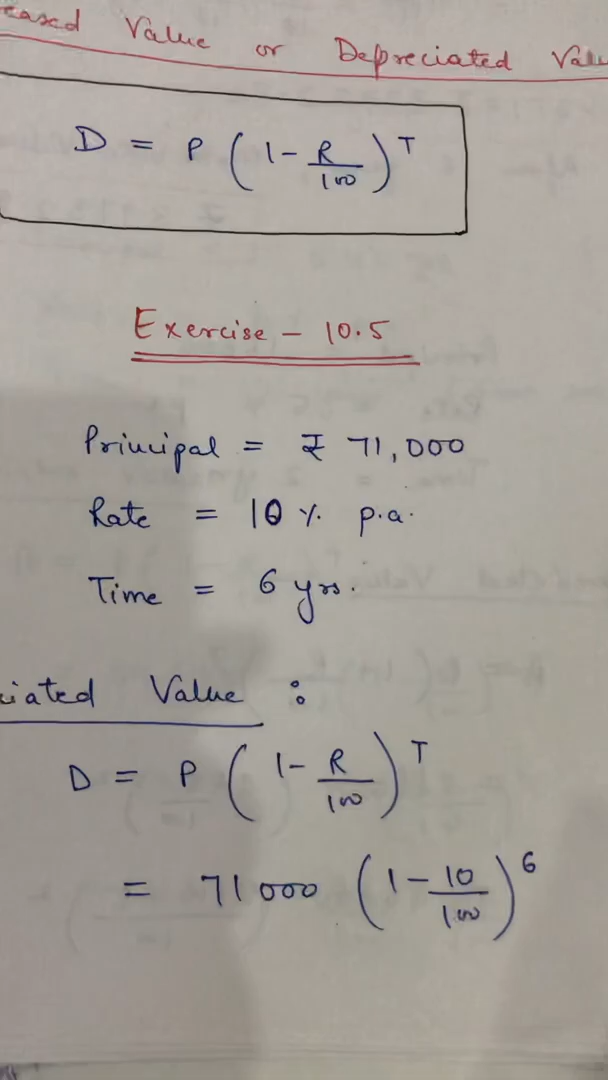 Value or Depreciated
D = P (1 - R/100)^T
Exercise - 10.5
Principal = ₹ 71,000
Rate = 10 % p.a.
Time = 6 yrs.
Value :
D = P (1 - R/100)^T
= 71000 (1 - 10/100)^6